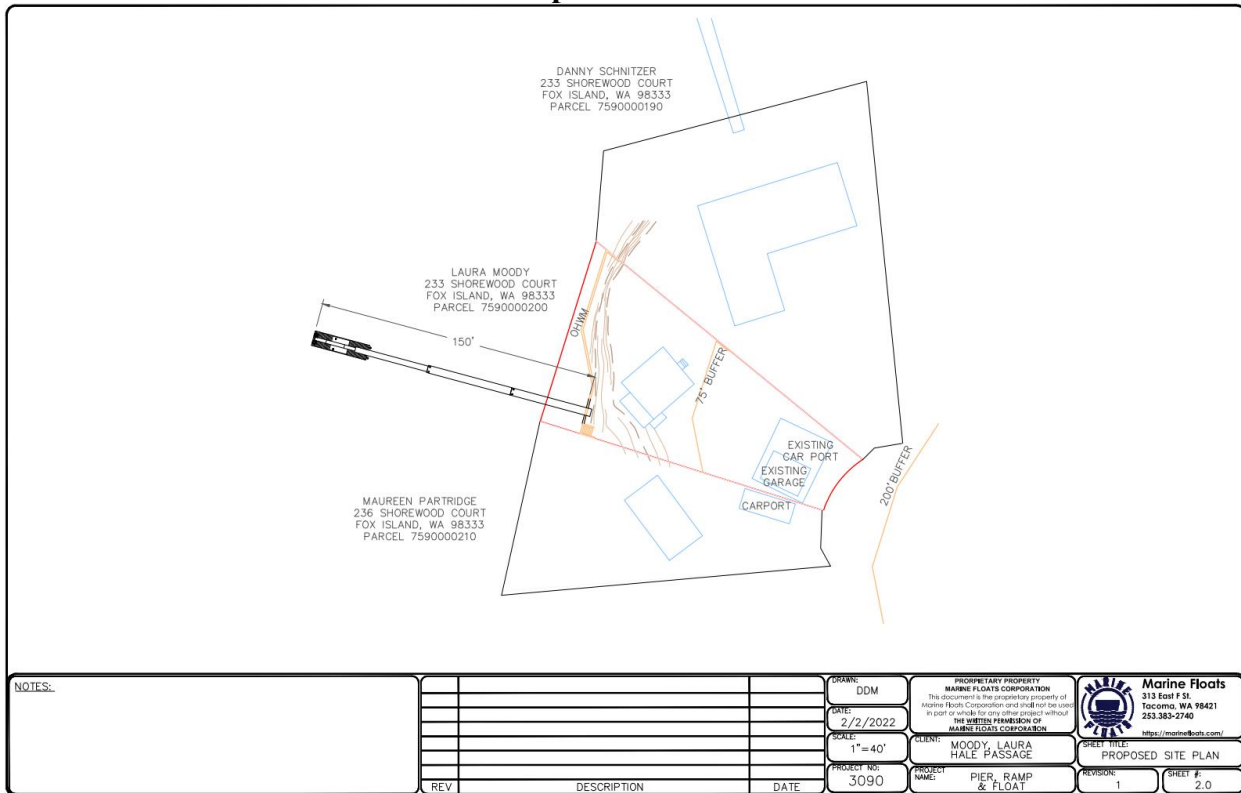 DANNY SCHNITZER
233 SHOREWOOD COURT
FOX ISLAND, WA 98333
PARCEL 7590000190
LAURA MOODY
233 SHOREWOOD COURT
FOX ISLAND, WA 98333
PARCEL 7590000200
150'
OHWM
75' BUFFER
EXISTING
CAR PORT
EXISTING
GARAGE
CARPORT
200' BUFFER
MAUREEN PARTRIDGE
236 SHOREWOOD COURT
FOX ISLAND, WA 98333
PARCEL 7590000210
NOTES:
REV DESCRIPTION DATE
DRAWN:
DDM
DATE:
2/2/2022
SCALE:
1"=40'
PROJECT NO:
3090
PRORPIETARY PROPERTY
MARINE FLOATS CORPORATION
This document is the proprietary property of
Marine Floats Corporation and shall not be used
in part or whole for any other project without
THE WRITTEN PERMISSION OF
MARINE FLOATS CORPORATION
CLIENT:
MOODY, LAURA
HALE PASSAGE
PROJECT
NAME:
PIER, RAMP
& FLOAT
MARINE
FLOATS
Marine Floats
313 East F St.
Tacoma, WA 98421
253.383-2740
https://marinefloats.com/
SHEET TITLE:
PROPOSED SITE PLAN
REVISION:
1
SHEET #:
2.0